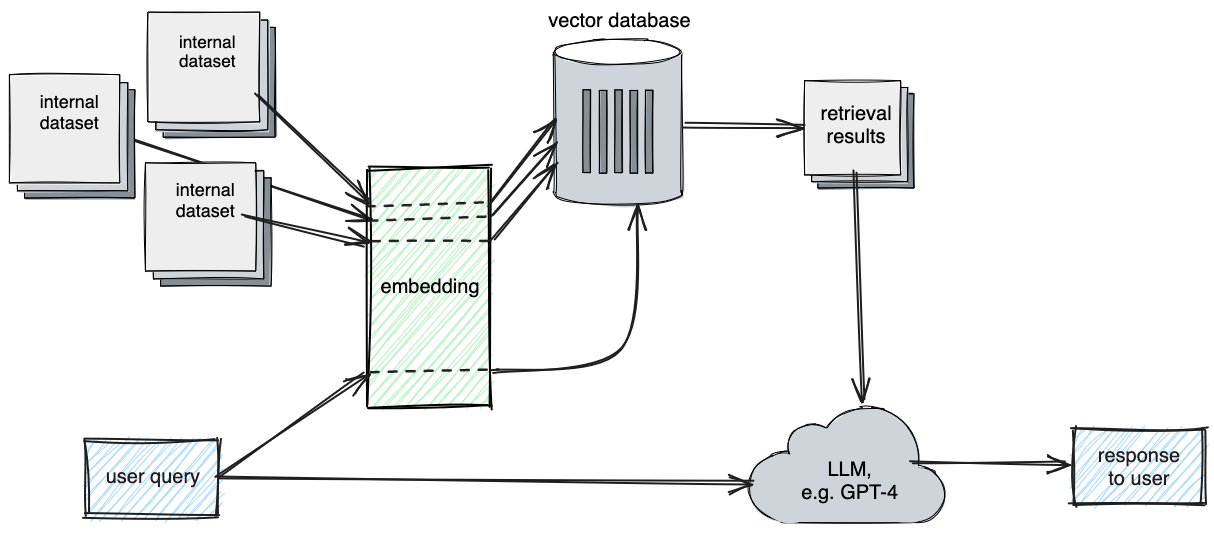 vector database
internal
dataset
internal
dataset
internal
dataset
retrieval
results
embedding
user query
LLM,
e.g. GPT-4
response
to user